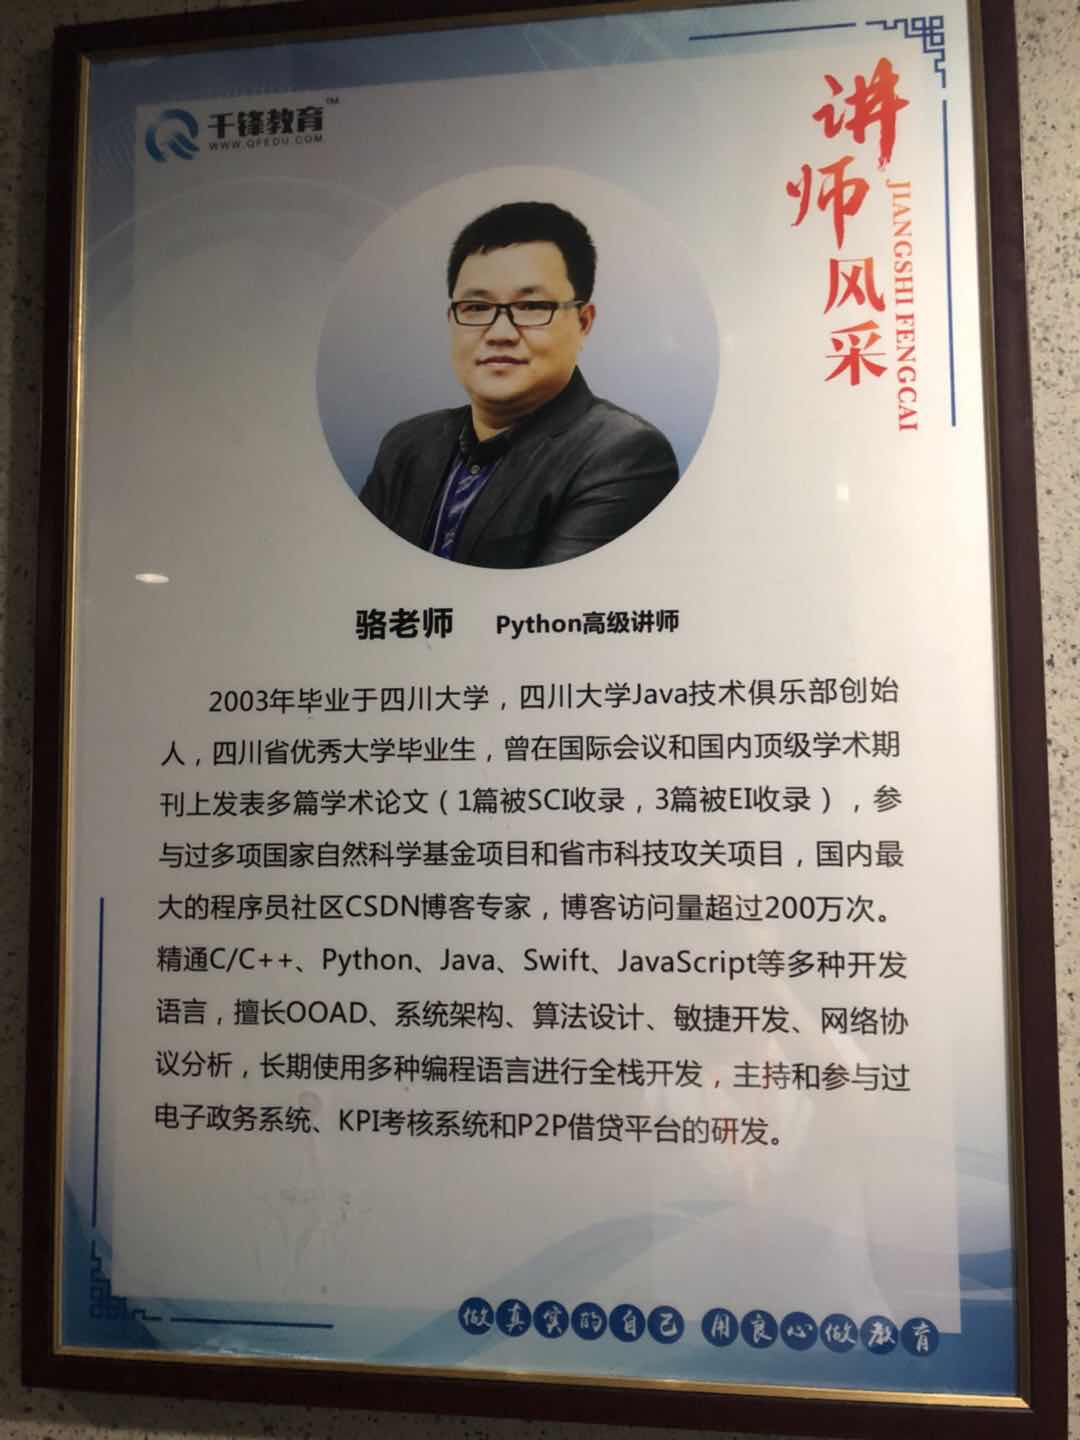 千锋教育™
WWW.QFEDU.COM
讲师风采
JIANGSHI FENGCAI
骆老师 Python高级讲师
2003年毕业于四川大学，四川大学Java技术俱乐部创始
人，四川省优秀大学毕业生，曾在国际会议和国内顶级学术期
刊上发表多篇学术论文（1篇被SCI收录，3篇被EI收录），参
与过多项国家自然科学基金项目和省市科技攻关项目，国内最
大的程序员社区CSDN博客专家，博客访问量超过200万次。
精通C/C++、Python、Java、Swift、JavaScript等多种开发
语言，擅长OOAD、系统架构、算法设计、敏捷开发、网络协
议分析，长期使用多种编程语言进行全栈开发，主持和参与过
电子政务系统、KPI考核系统和P2P借贷平台的研发。
做真实的自己 用良心做教育